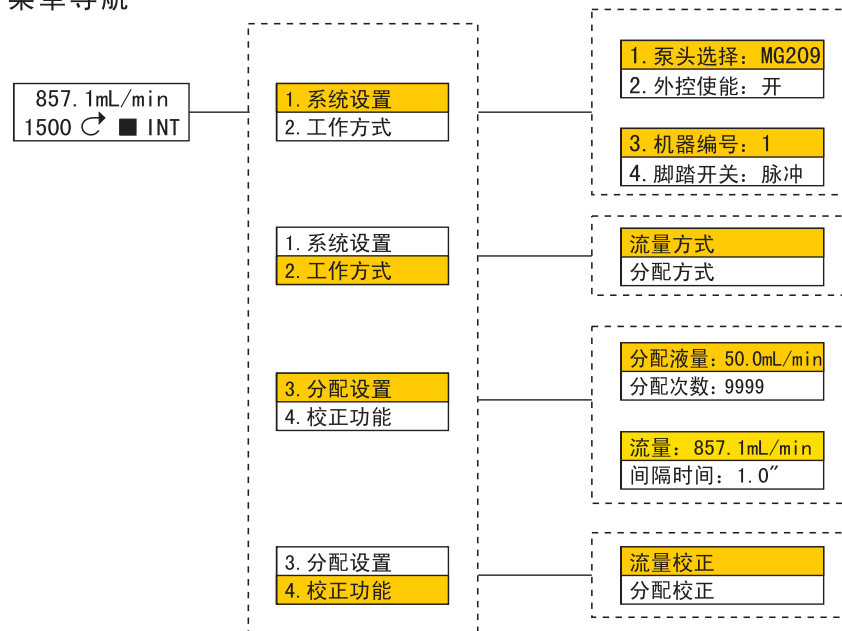 菜单导航
857.1mL/min
1500 ■ INT
1. 系统设置
2. 工作方式
1. 泵头选择：MG209
2. 外控使能：开
3. 机器编号：1
4. 脚踏开关：脉冲
1. 系统设置
2. 工作方式
流量方式
分配方式
3. 分配设置
4. 校正功能
分配液量：50.0mL/min
分配次数：9999
流量：857.1mL/min
间隔时间：1.0″
3. 分配设置
4. 校正功能
流量校正
分配校正